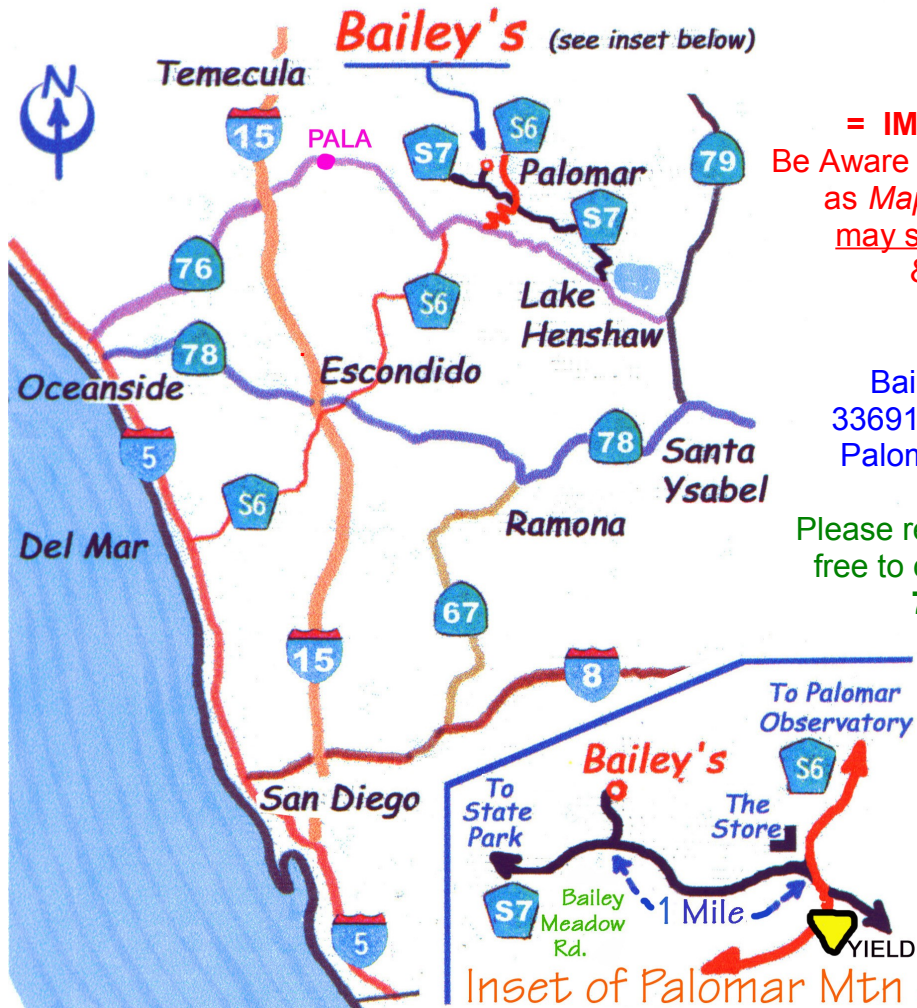 Bailey's (see inset below)
Temecula
N
15
PALA
S6
S7
Palomar
79
= IM
Be Aware
as Map
may s
&
S7
76
S6
Lake
Henshaw
78
Oceanside
Escondido
Bai
33691
Palom
5
78
Santa
Ysabel
S6
Ramona
Del Mar
Please re
free to
67
15
8
To Palomar
Observatory
S6
Bailey's
San Diego
To
State
Park
The
Store
S7
Bailey
Meadow
Rd.
1 Mile
5
YIELD
Inset of Palomar Mtn